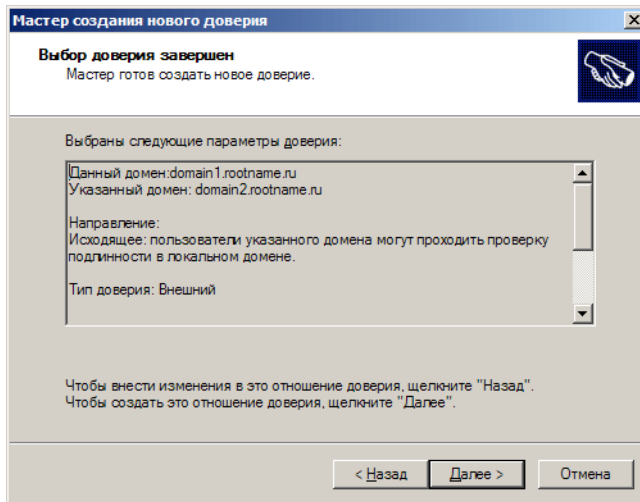 Мастер создания нового доверия
Выбор доверия завершен
Мастер готов создать новое доверие.
Выбраны следующие параметры доверия:
Данный домен:domain1.rootname.ru
Указанный домен: domain2.rootname.ru
Направление:
Исходящее: пользователи указанного домена могут проходить проверку
подлинности в локальном домене.
Тип доверия: Внешний
Чтобы внести изменения в это отношение доверия, щелкните "Назад".
Чтобы создать это отношение доверия, щелкните "Далее".
< Назад Далее > Отмена